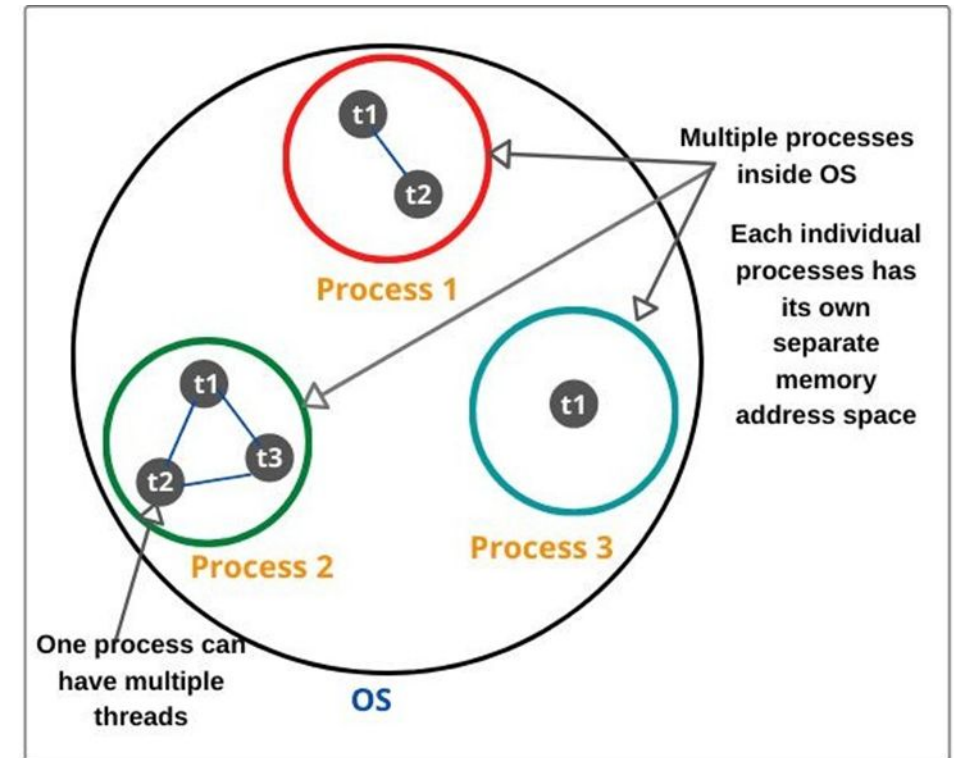 t1
t2
Process 1
Multiple processes
inside OS
Each individual
processes has
its own
separate
memory
address space
t1
t2
t3
Process 2
t1
Process 3
One process can
have multiple
threads
OS